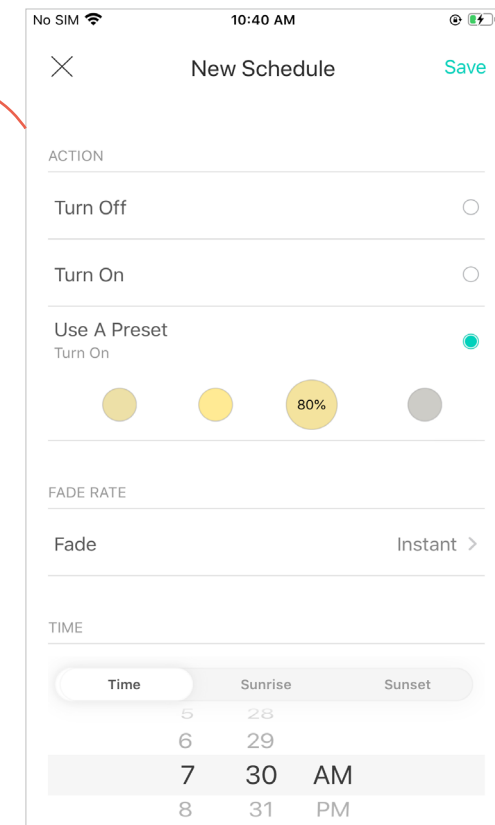 No SIM 10:40 AM
New Schedule Save
ACTION
Turn Off
Turn On
Use A Preset
Turn On
80%
FADE RATE
Fade Instant
TIME
Time Sunrise Sunset
5 28
6 29
7 30 AM
8 31 PM